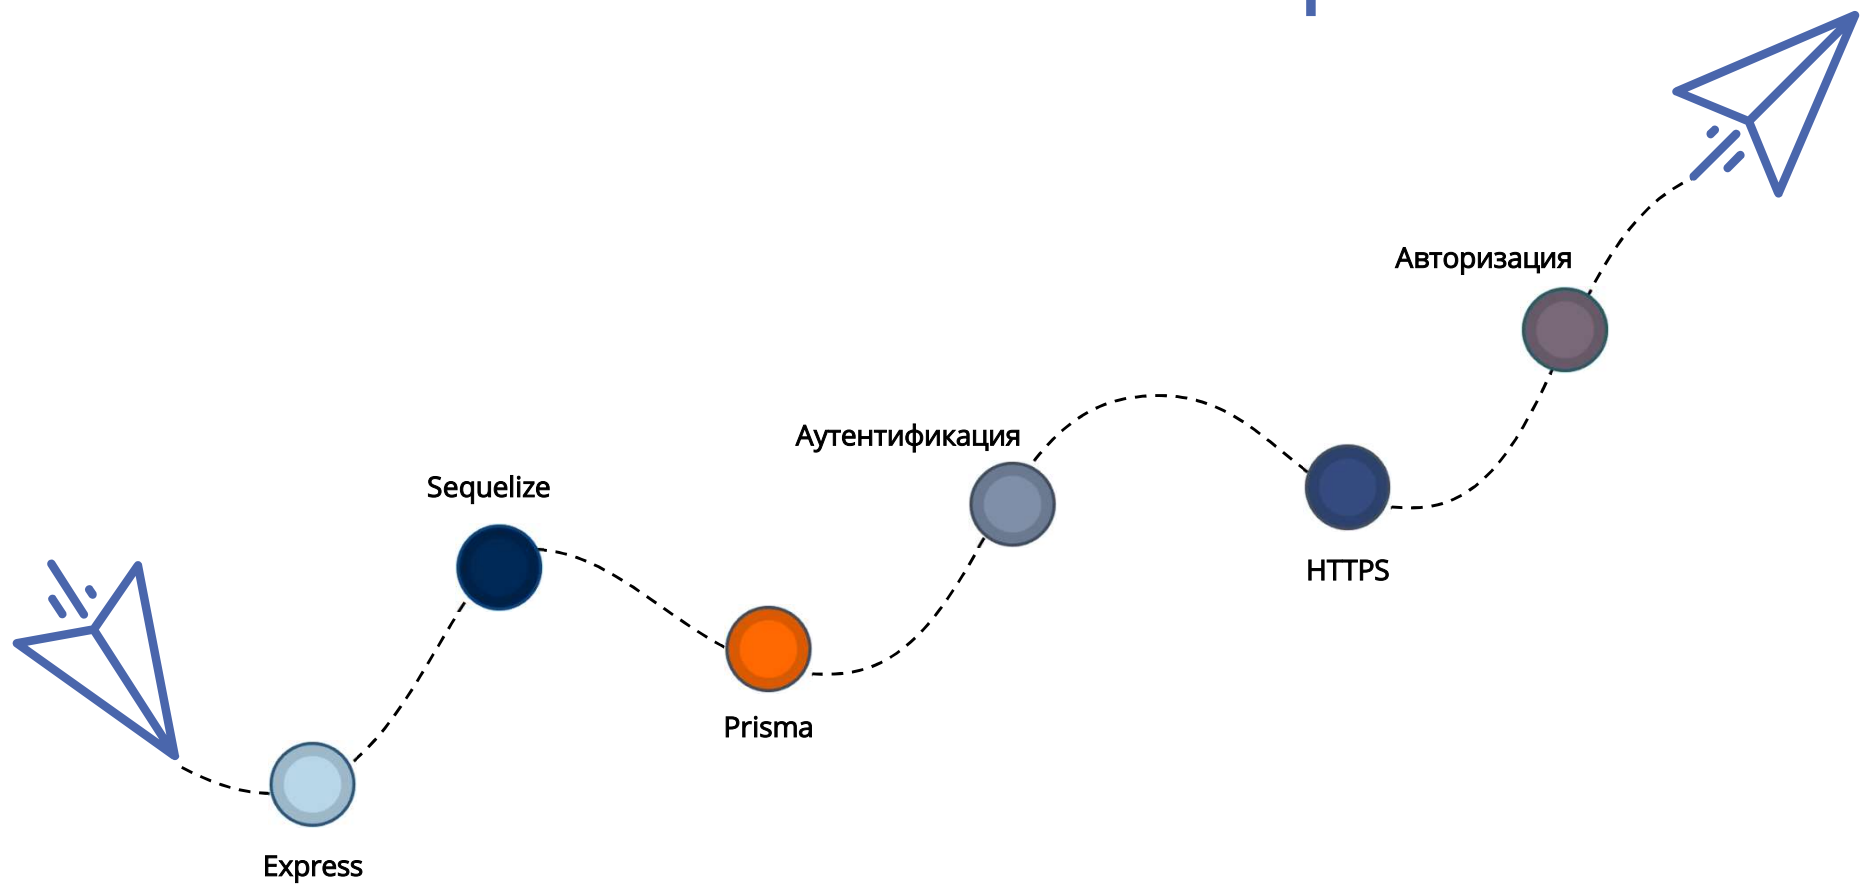 Авторизация
Аутентификация
Sequelize
HTTPS
Prisma
Express